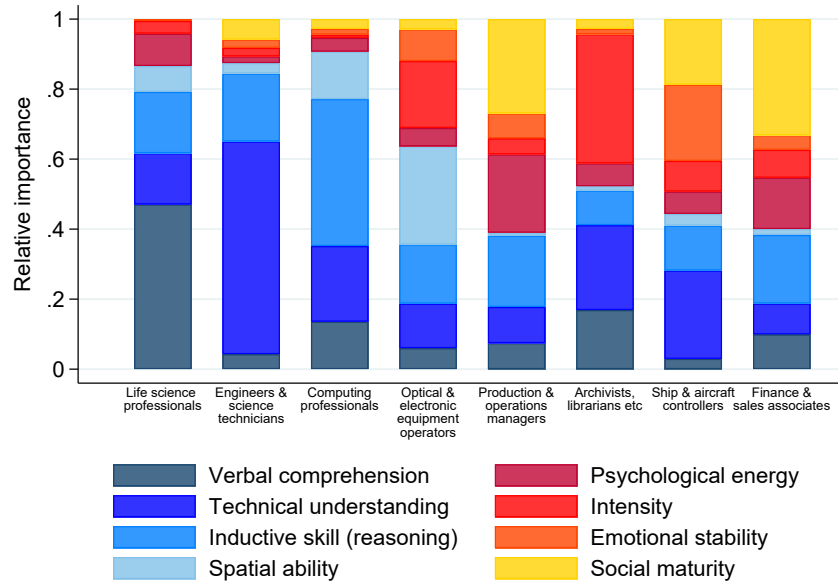 Relative importance
1
.8
.6
.4
.2
0
Life science
professionals
Engineers &
science
technicians
Computing
professionals
Optical &
electronic
equipment
operators
Production &
operations
managers
Archivists,
librarians etc
Ship & aircraft
controllers
Finance &
sales associates
Verbal comprehension
Technical understanding
Inductive skill (reasoning)
Spatial ability
Psychological energy
Intensity
Emotional stability
Social maturity